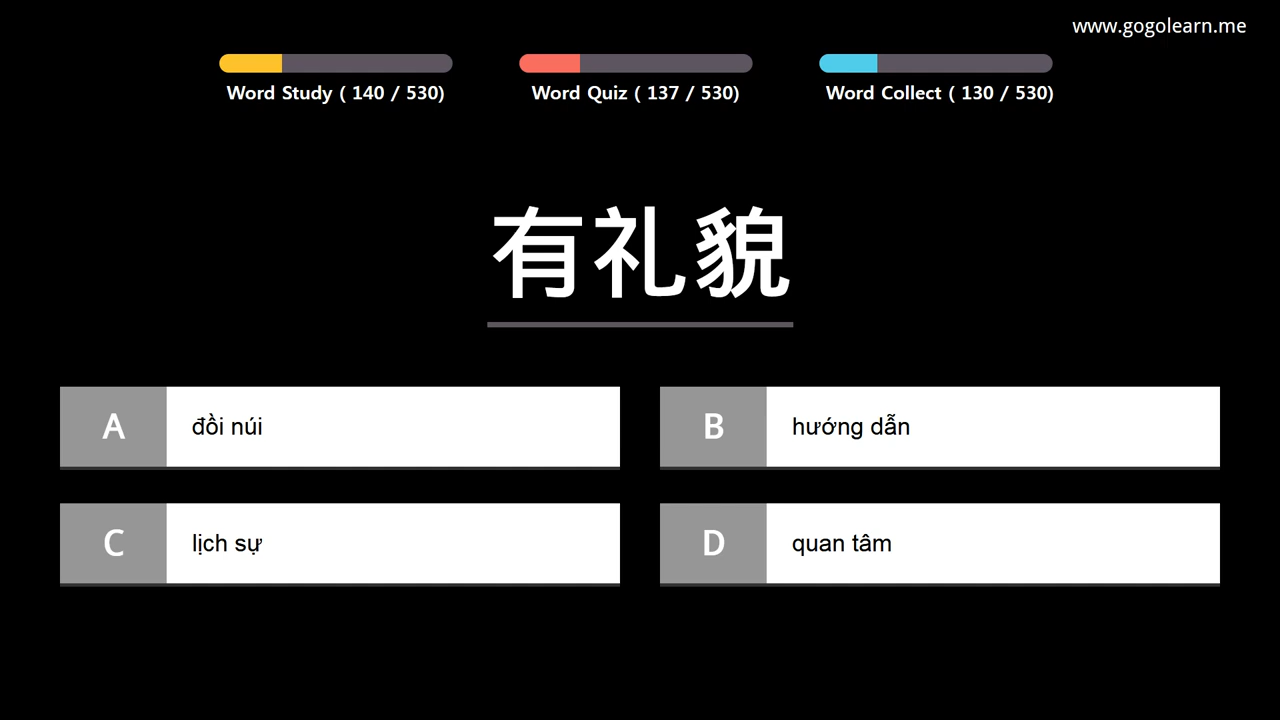 www.gogolearn.me
Word Study ( 140 / 530)
Word Quiz ( 137 / 530)
Word Collect ( 130 / 530)
有礼貌
A đồi núi
B hướng dẫn
C lịch sự
D quan tâm